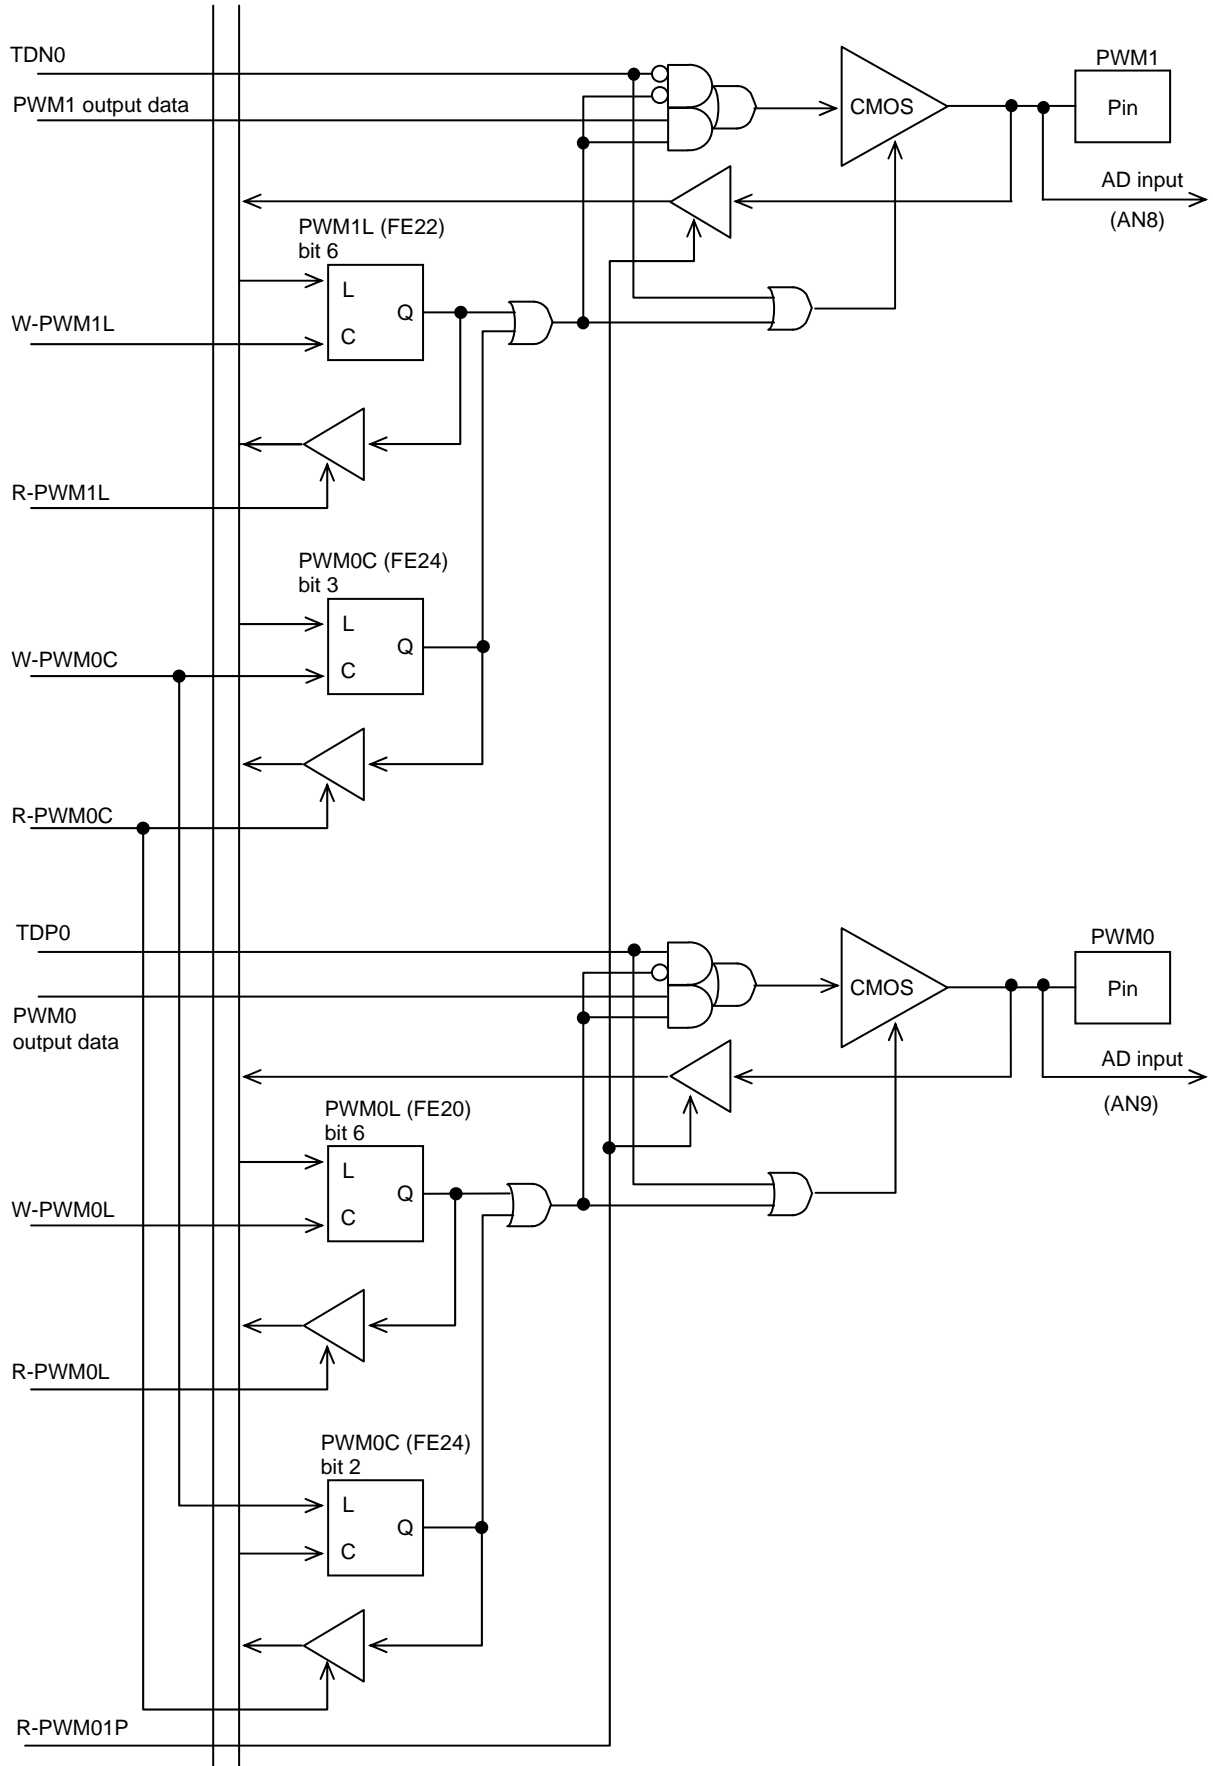 TDN0
PWM1 output data
CMOS
PWM1
Pin
AD input
(AN8)
PWM1L (FE22)
bit 6
L
Q
C
W-PWM1L
R-PWM1L
PWM0C (FE24)
bit 3
L
Q
C
W-PWM0C
R-PWM0C
TDP0
PWM0
output data
CMOS
PWM0
Pin
AD input
(AN9)
PWM0L (FE20)
bit 6
L
Q
C
W-PWM0L
R-PWM0L
PWM0C (FE24)
bit 2
L
Q
C
R-PWM01P